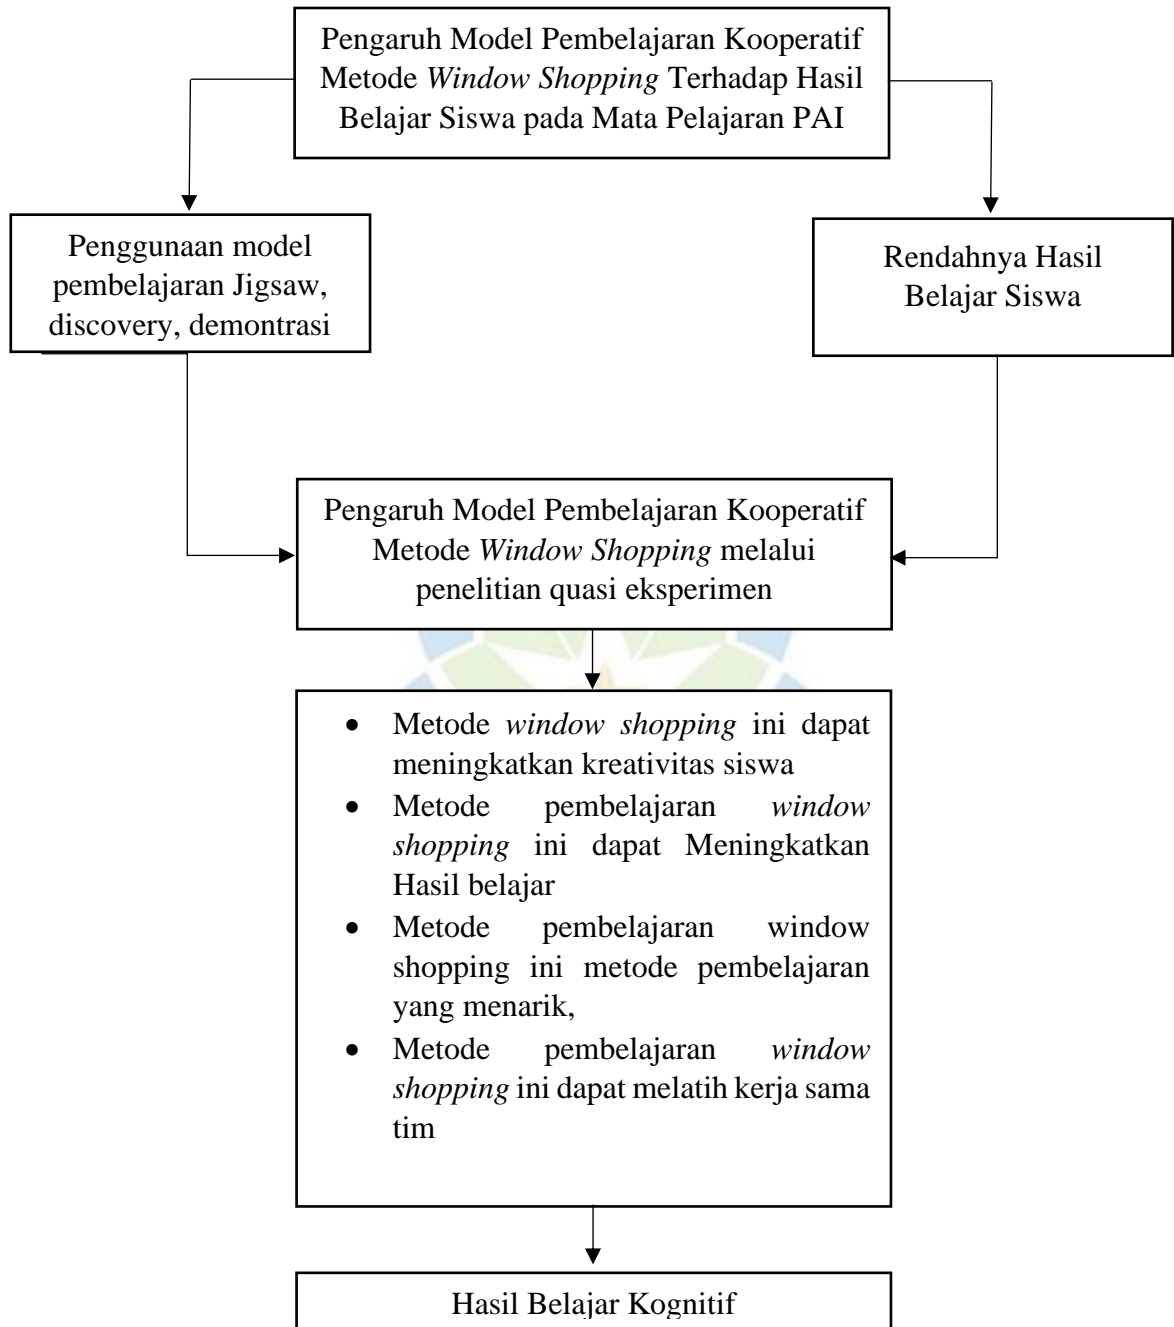 Pengaruh Model Pembelajaran Kooperatif
Metode Window Shopping Terhadap Hasil
Belajar Siswa pada Mata Pelajaran PAI
Penggunaan model
pembelajaran Jigsaw,
discovery, demontrasi
Rendahnya Hasil
Belajar Siswa
Pengaruh Model Pembelajaran Kooperatif
Metode Window Shopping melalui
penelitian quasi eksperimen
• Metode window shopping ini dapat
meningkatkan kreativitas siswa
• Metode pembelajaran window
shopping ini dapat Meningkatkan
Hasil belajar
• Metode pembelajaran window
shopping ini metode pembelajaran
yang menarik,
• Metode pembelajaran window
shopping ini dapat melatih kerja sama
tim
Hasil Belajar Kognitif